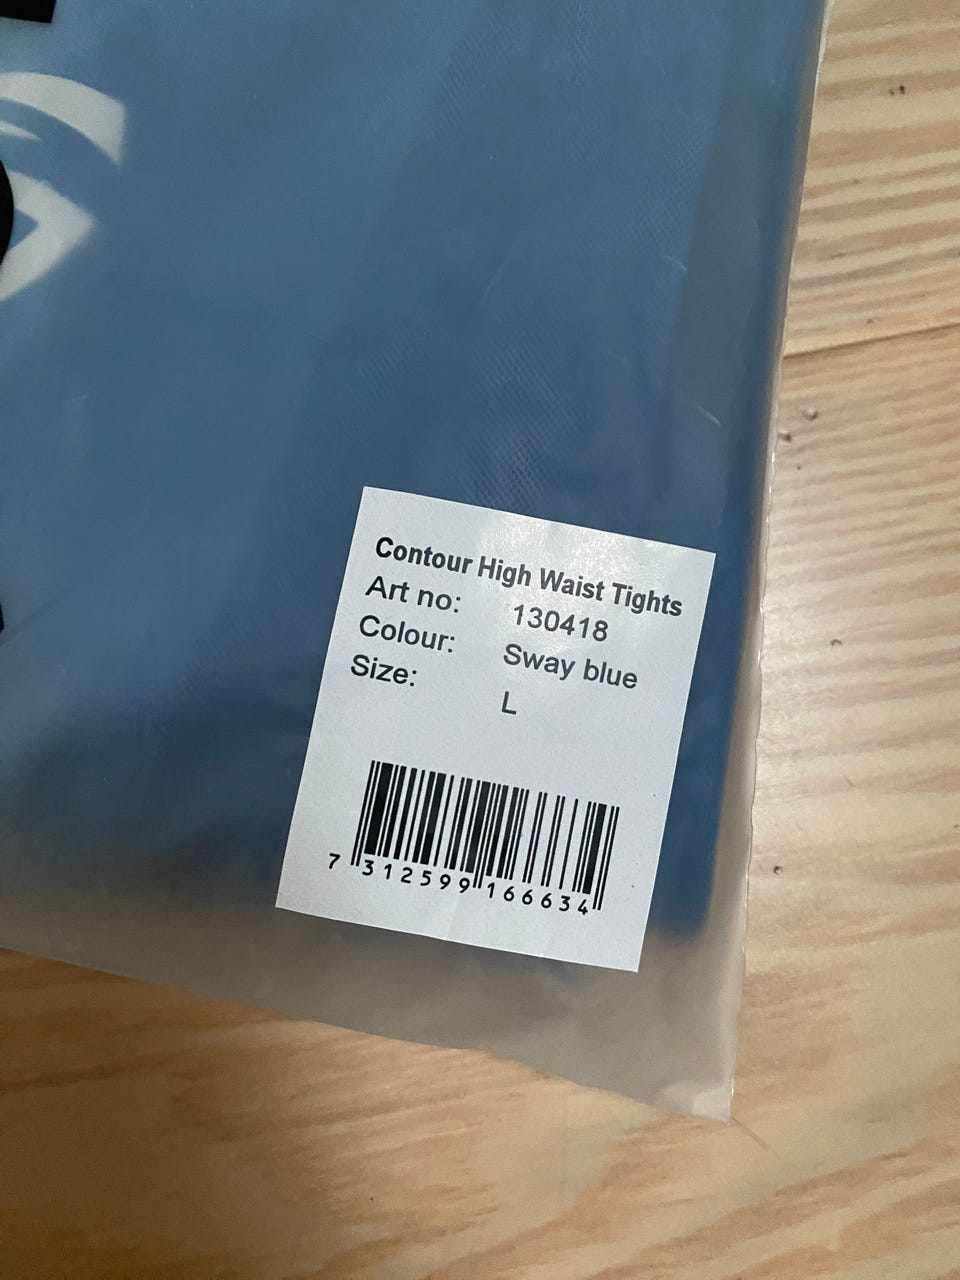 Contour High Waist Tights
Art no: 130418
Colour: Sway blue
Size: L
7 312599 166634